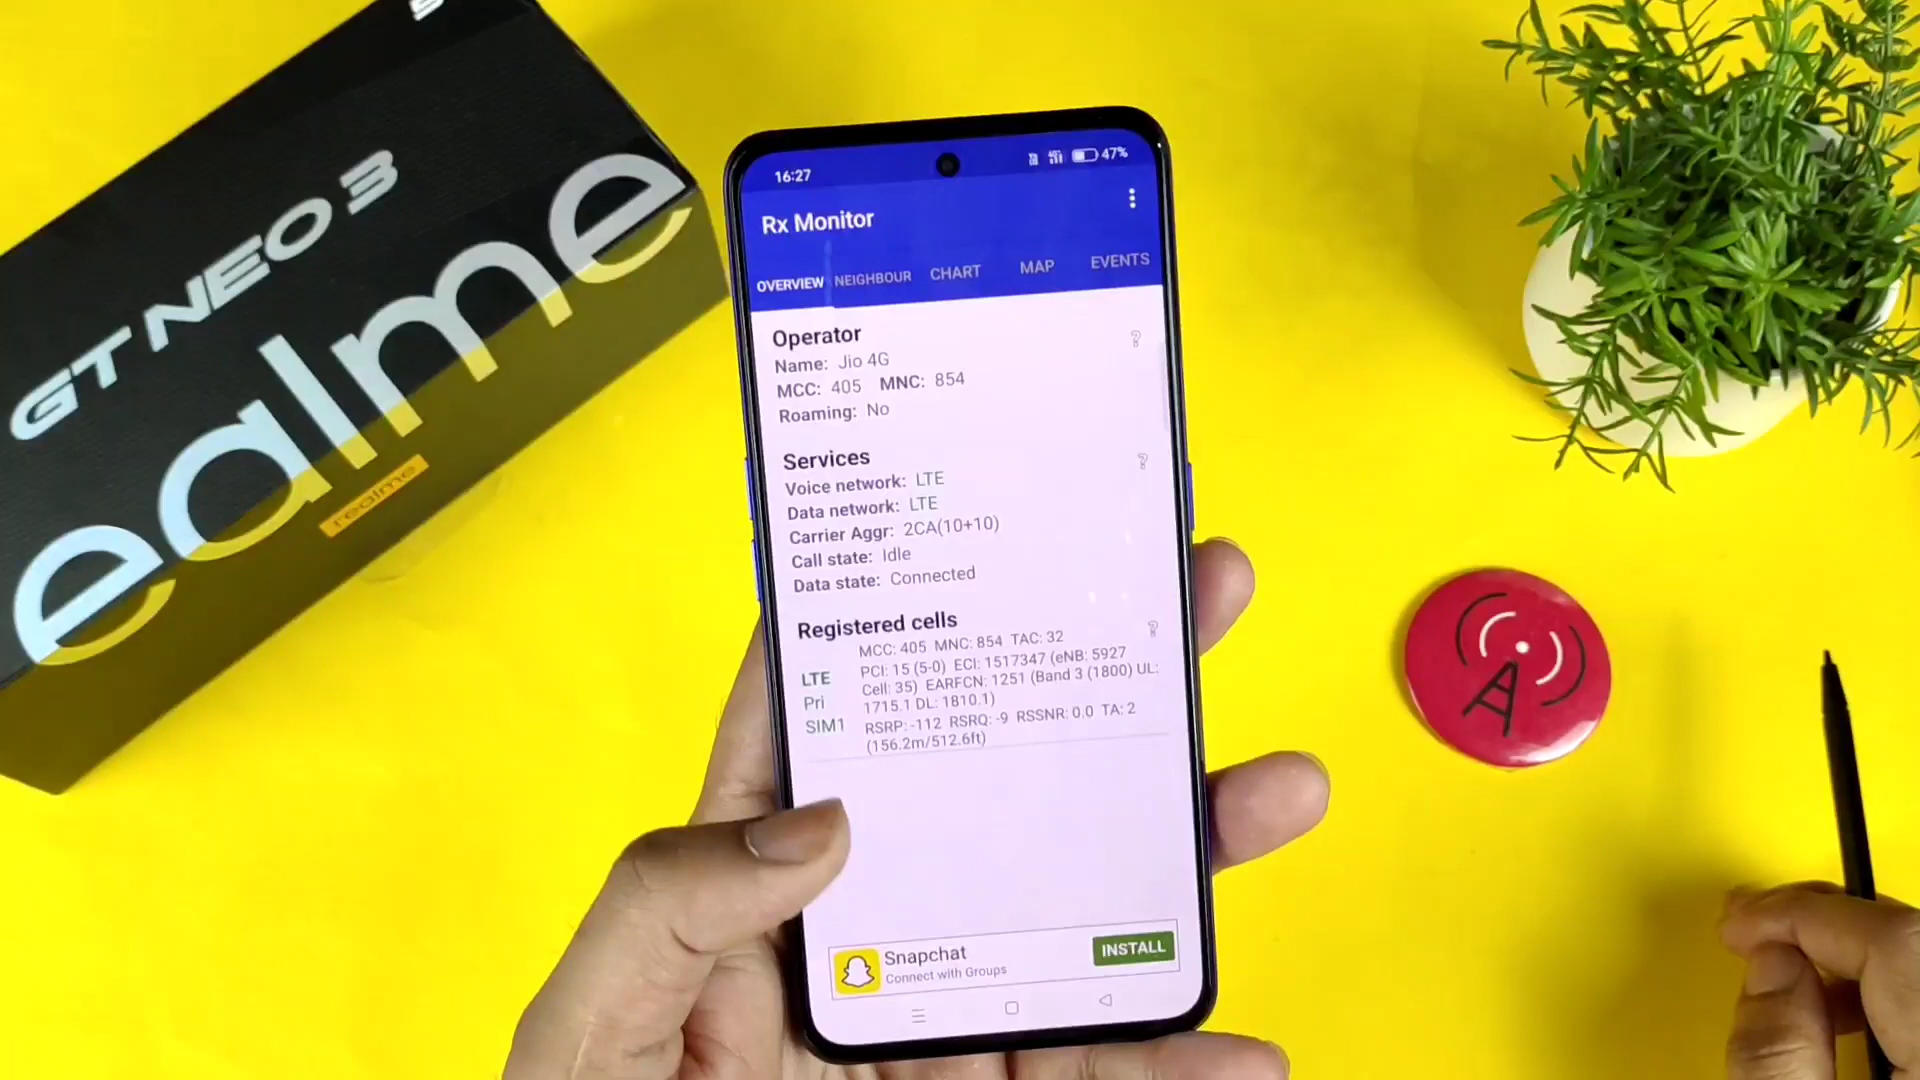 GT NEO 3
realme
realme
16:27
47%
Rx Monitor
OVERVIEW NEIGHBOUR CHART MAP EVENTS
Operator
Name: Jio 4G
MCC: 405 MNC: 854
Roaming: No
Services
Voice network: LTE
Data network: LTE
Carrier Aggr: 2CA(10+10)
Call state: Idle
Data state: Connected
Registered cells
MCC: 405 MNC: 854 TAC: 32
LTE
Pri
SIM1
PCI: 15 (5-0) ECI: 1517347 (eNB: 5927
Cell: 35) EARFCN: 1251 (Band 3 (1800) UL:
1715.1 DL: 1810.1)
RSRP: -112 RSRQ: -9 RSSNR: 0.0 TA: 2
(156.2m/512.6ft)
Snapchat
Connect with Groups
INSTALL